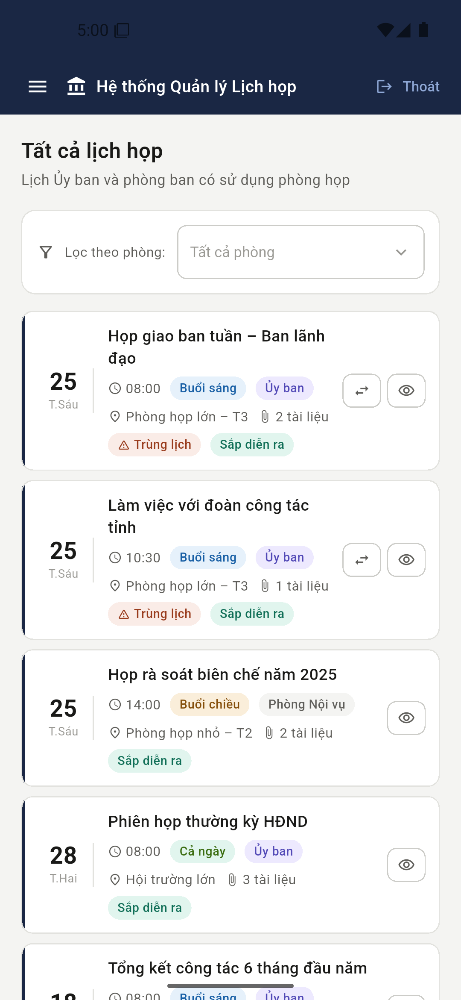 5:00
Hệ thống Quản lý Lịch họp
Thoát
Tất cả lịch họp
Lịch Ủy ban và phòng ban có sử dụng phòng họp
Lọc theo phòng:
Tất cả phòng
Họp giao ban tuần – Ban lãnh
đạo
25
T.Sáu
08:00 Buổi sáng Ủy ban
Phòng họp lớn – T3 2 tài liệu
Trùng lịch Sắp diễn ra
Làm việc với đoàn công tác
tỉnh
25
T.Sáu
10:30 Buổi sáng Ủy ban
Phòng họp lớn – T3 1 tài liệu
Trùng lịch Sắp diễn ra
Họp rà soát biên chế năm 2025
25
T.Sáu
14:00 Buổi chiều Phòng Nội vụ
Phòng họp nhỏ – T2 2 tài liệu
Sắp diễn ra
Phiên họp thường kỳ HĐND
28
T.Hai
08:00 Cả ngày Ủy ban
Hội trường lớn 3 tài liệu
Sắp diễn ra
Tổng kết công tác 6 tháng đầu năm
18
08:00 Buổi sáng Ủy ban